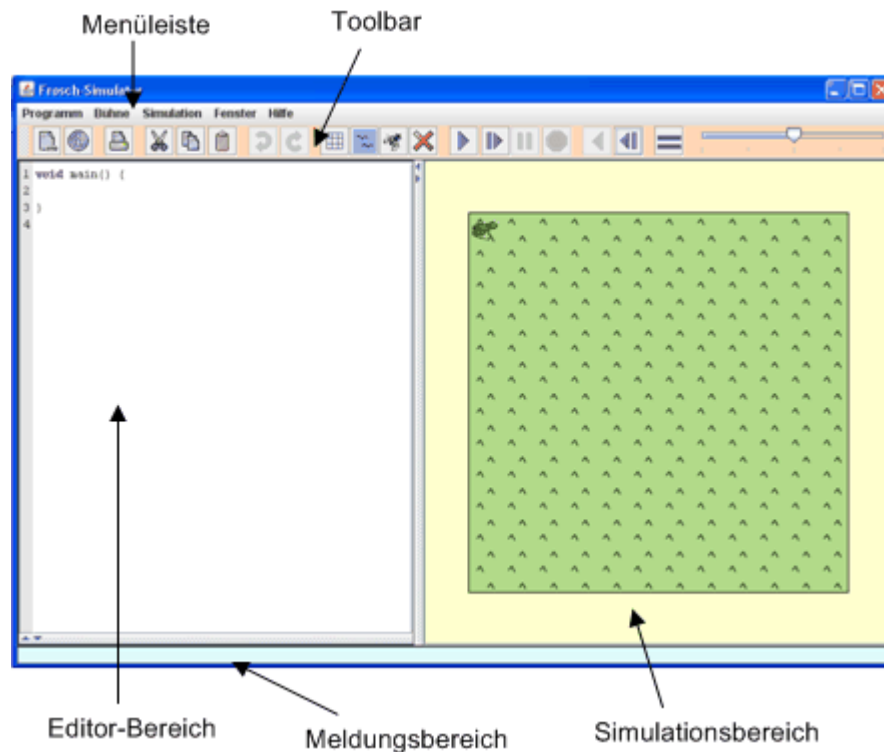 Menüleiste
Toolbar
Frosch-Simulator
Programm Bühne Simulation Fenster Hilfe
1 void main() {
2
3 }
4
Editor-Bereich
Meldungsbereich
Simulationsbereich